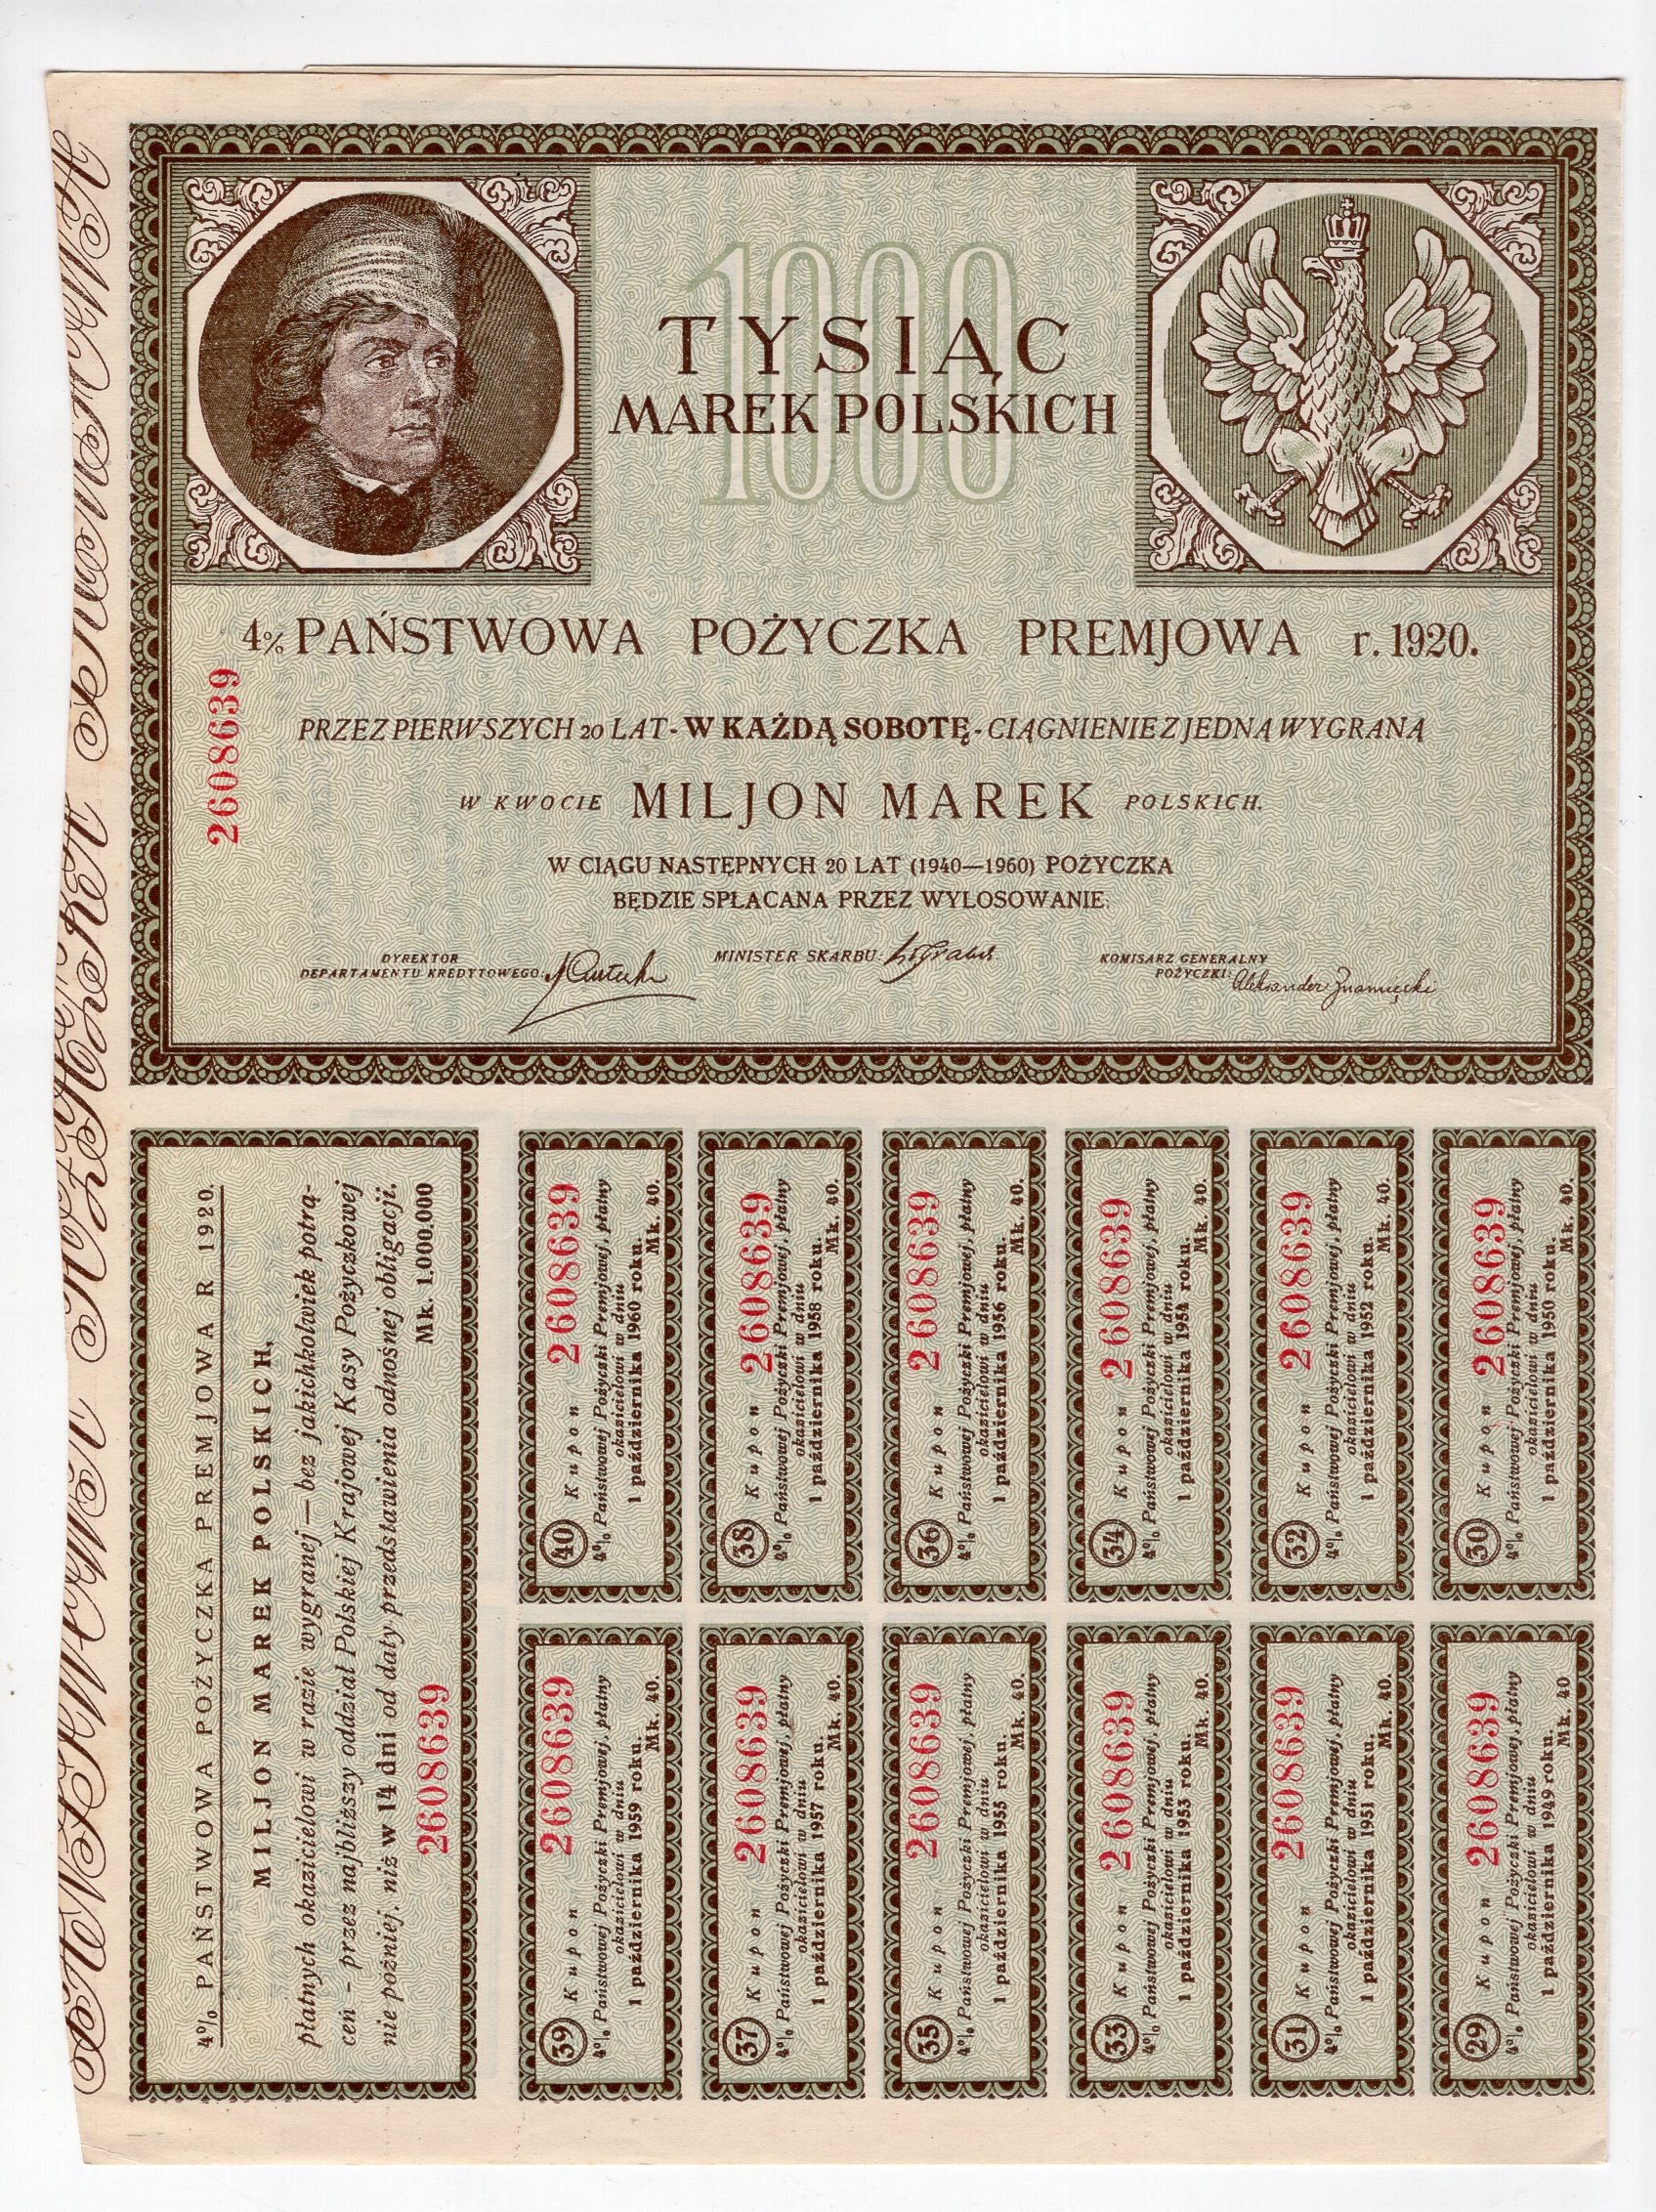 1000
TYSIĄC
MAREK POLSKICH
4% PAŃSTWOWA POŻYCZKA PREMJOWA r. 1920.
2608639
PRZEZ PIERWSZYCH 20 LAT - W KAŻDĄ SOBOTĘ - CIĄGNIENIE Z JEDNĄ WYGRANĄ
W KWOCIE MILJON MAREK POLSKICH.
W CIĄGU NASTĘPNYCH 20 LAT (1940—1960) POŻYCZKA
BĘDZIE SPŁACANA PRZEZ WYLOSOWANIE.
DYREKTOR
DEPARTAMENTU KREDYTOWEGO:
MINISTER SKARBU: W Grabski
KOMISARZ GENERALNY
POŻYCZKI: Aleksander Znamięcki
4% PAŃSTWOWA POŻYCZKA PREMJOWA R 1920.
MILJON MAREK POLSKICH,
płatnych okazicielowi w razie wygranej — bez jakichkolwiek potrą-
ceń - przez najbliższy oddział Polskiej Krajowej Kasy Pożyczkowej
nie później, niż w 14 dni od daty przedstawienia odnośnej obligacji.
2608639 Mk. 1.000.000
40 Kupon 2608639
4% Państwowej Pożyczki Premjowej, płatny
okazicielowi w dniu
1 października 1960 roku.
Mk. 40.
38 Kupon 2608639
4% Państwowej Pożyczki Premjowej, płatny
okazicielowi w dniu
1 października 1958 roku.
Mk. 40.
36 Kupon 2608639
4% Państwowej Pożyczki Premjowej, płatny
okazicielowi w dniu
1 października 1956 roku.
Mk. 40.
34 Kupon 2608639
4% Państwowej Pożyczki Premjowej, płatny
okazicielowi w dniu
1 października 1954 roku.
Mk. 40.
32 Kupon 2608639
4% Państwowej Pożyczki Premjowej, płatny
okazicielowi w dniu
1 października 1952 roku.
Mk. 40.
30 Kupon 2608639
4% Państwowej Pożyczki Premjowej, płatny
okazicielowi w dniu
1 października 1950 roku.
Mk. 40.
39 Kupon 2608639
4% Państwowej Pożyczki Premjowej, płatny
okazicielowi w dniu
1 października 1959 roku.
Mk. 40.
37 Kupon 2608639
4% Państwowej Pożyczki Premjowej, płatny
okazicielowi w dniu
1 października 1957 roku.
Mk. 40.
35 Kupon 2608639
4% Państwowej Pożyczki Premjowej, płatny
okazicielowi w dniu
1 października 1955 roku.
Mk. 40.
33 Kupon 2608639
4% Państwowej Pożyczki Premjowej, płatny
okazicielowi w dniu
1 października 1953 roku.
Mk. 40.
31 Kupon 2608639
4% Państwowej Pożyczki Premjowej, płatny
okazicielowi w dniu
1 października 1951 roku.
Mk. 40.
29 Kupon 2608639
4% Państwowej Pożyczki Premjowej, płatny
okazicielowi w dniu
1 października 1949 roku.
Mk. 40